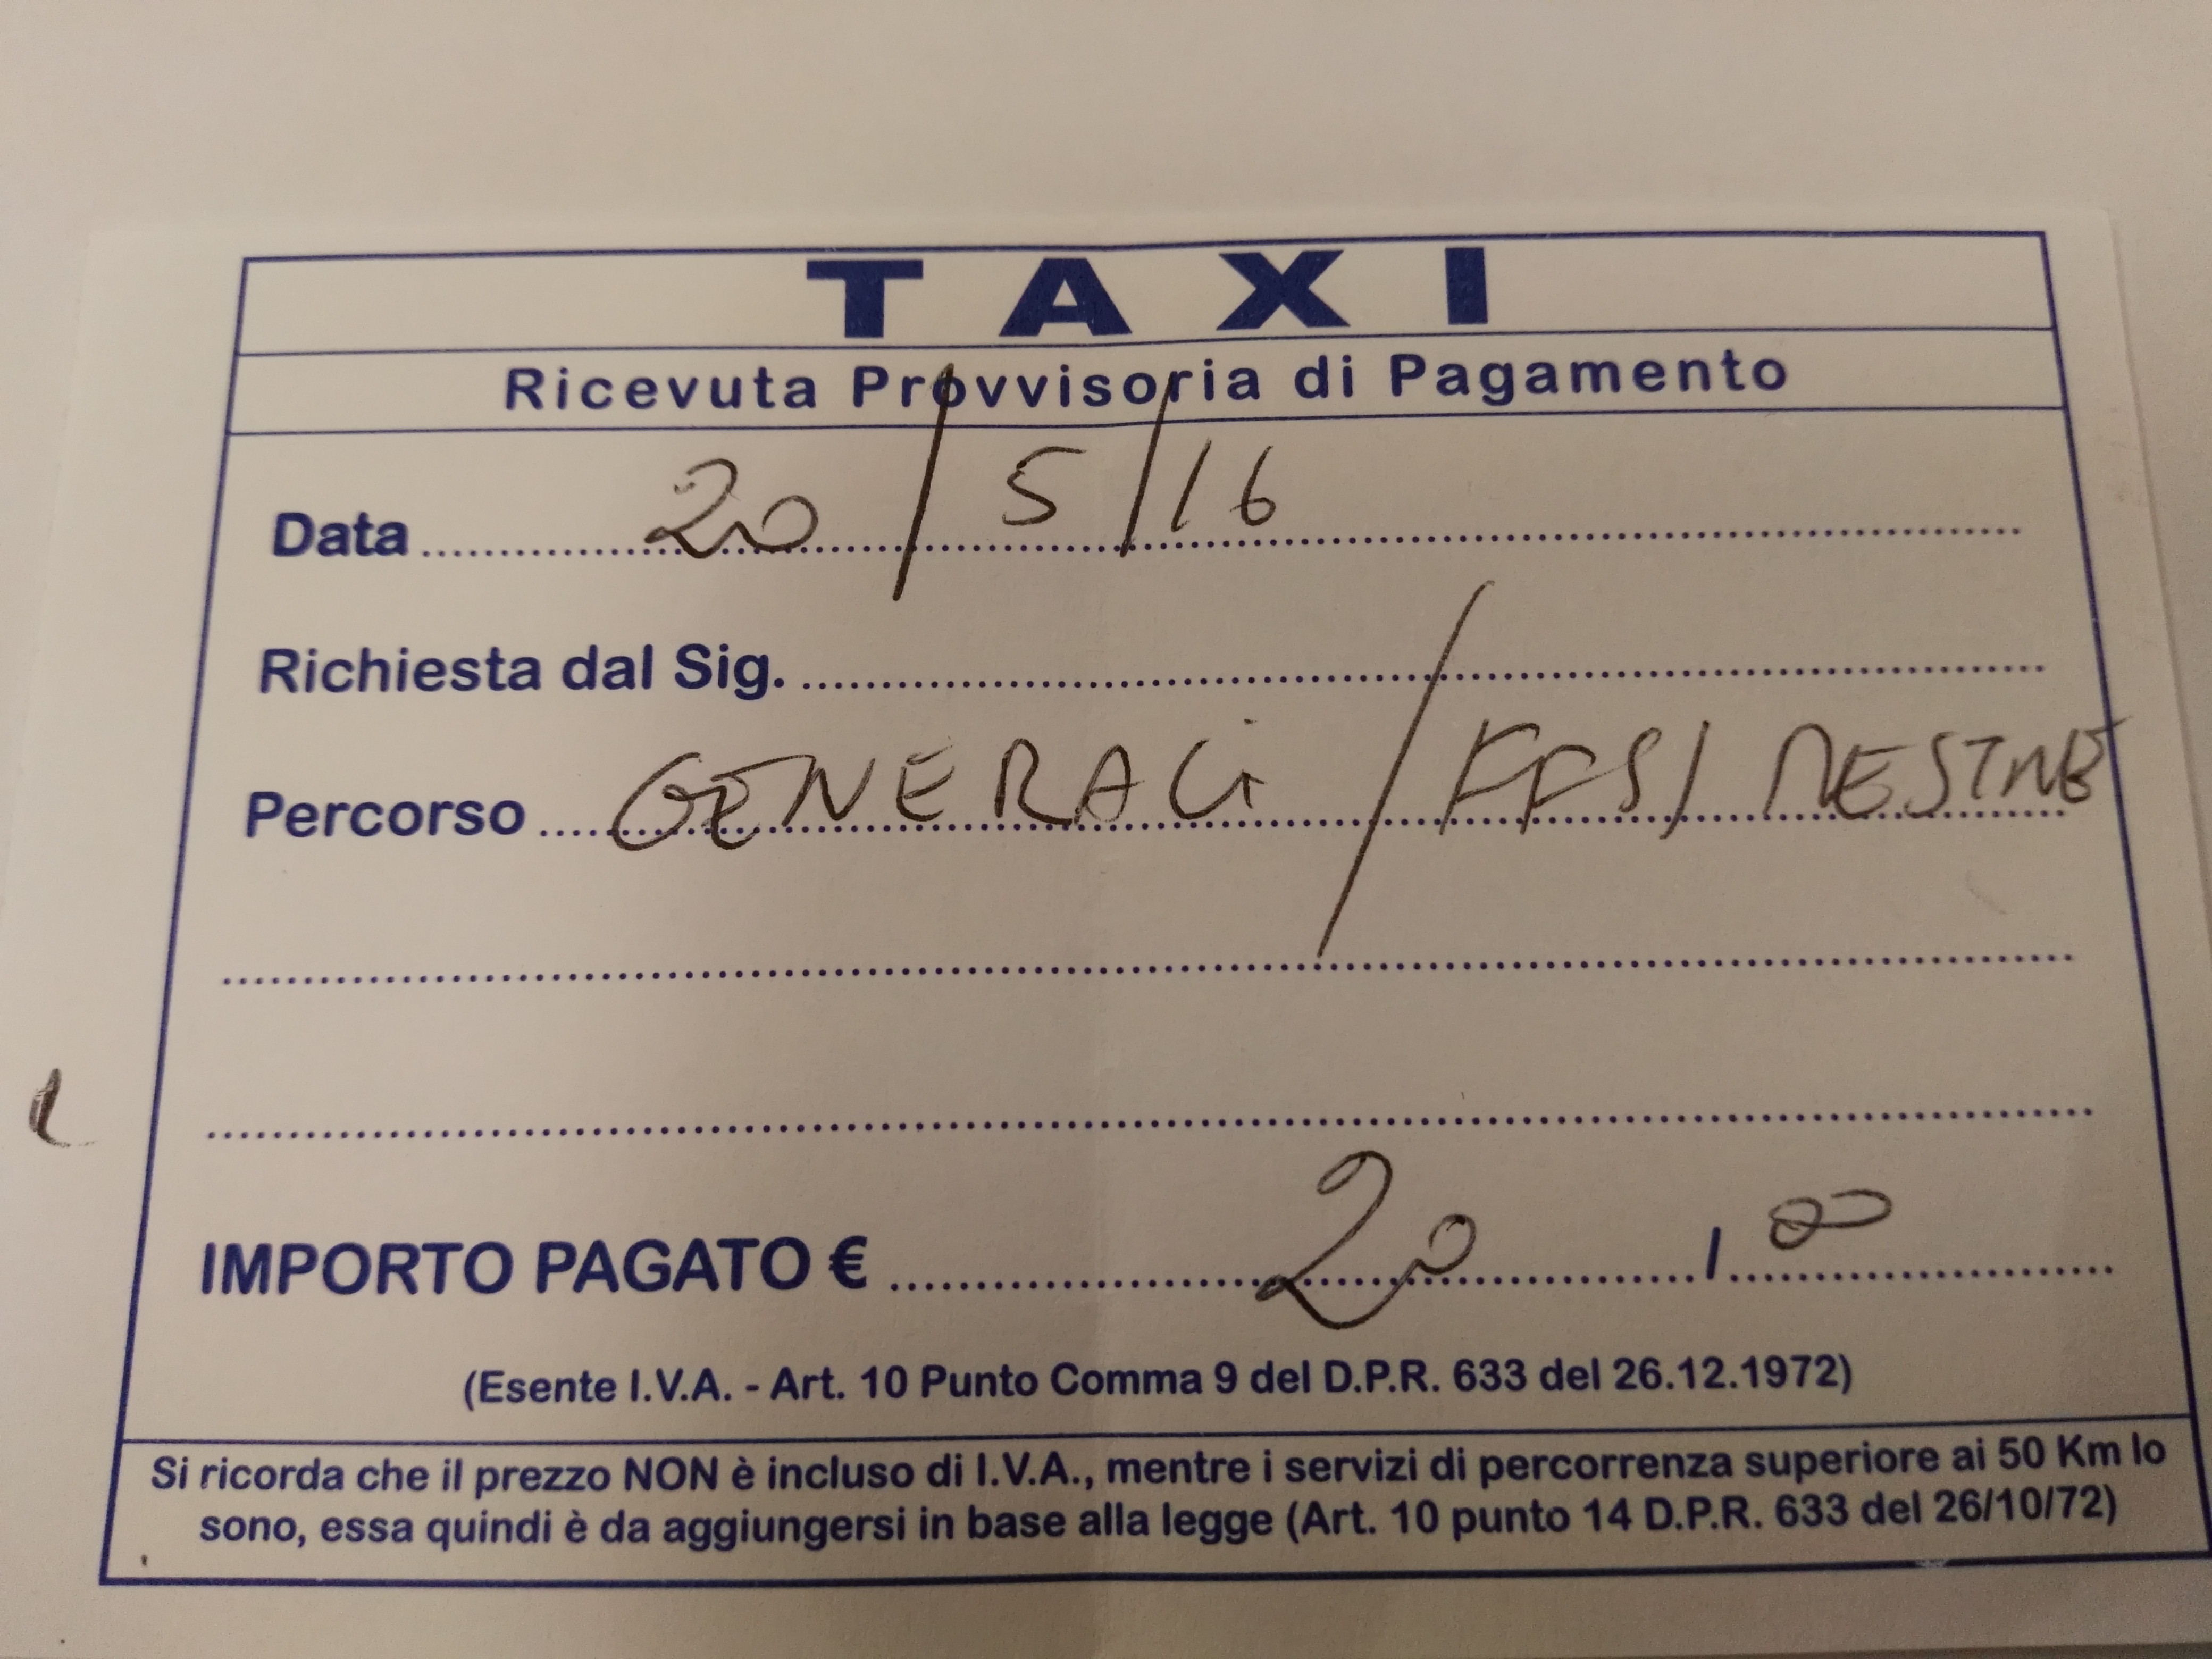 TAXI
Ricevuta Provvisoria di Pagamento
Data 20/5/16
Richiesta dal Sig.
Percorso GENERALI / FFSS MESTRE
IMPORTO PAGATO € 20,00
(Esente I.V.A. - Art. 10 Punto Comma 9 del D.P.R. 633 del 26.12.1972)
Si ricorda che il prezzo NON è incluso di I.V.A., mentre i servizi di percorrenza superiore ai 50 Km lo
sono, essa quindi è da aggiungersi in base alla legge (Art. 10 punto 14 D.P.R. 633 del 26/10/72)